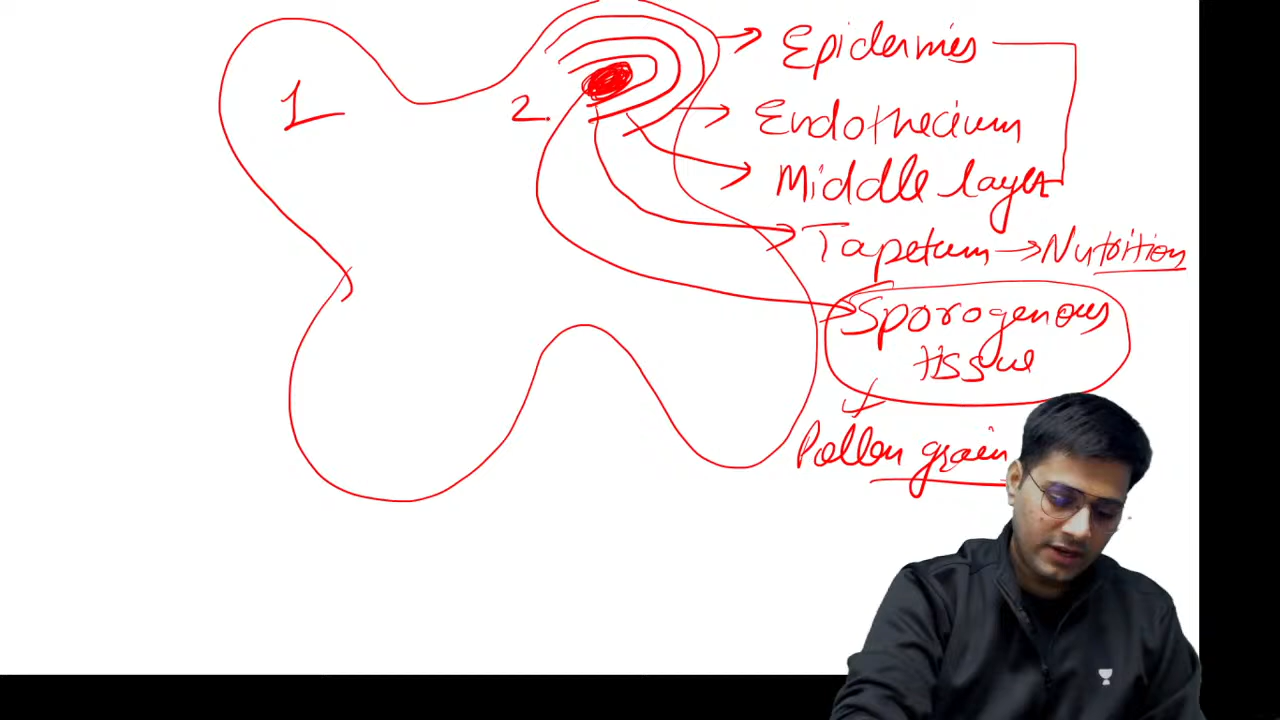 1
2.
Epidermis
Endothecium
Middle layer
Tapetum → Nutrition
Sporogenous
tissue
Pollen grain